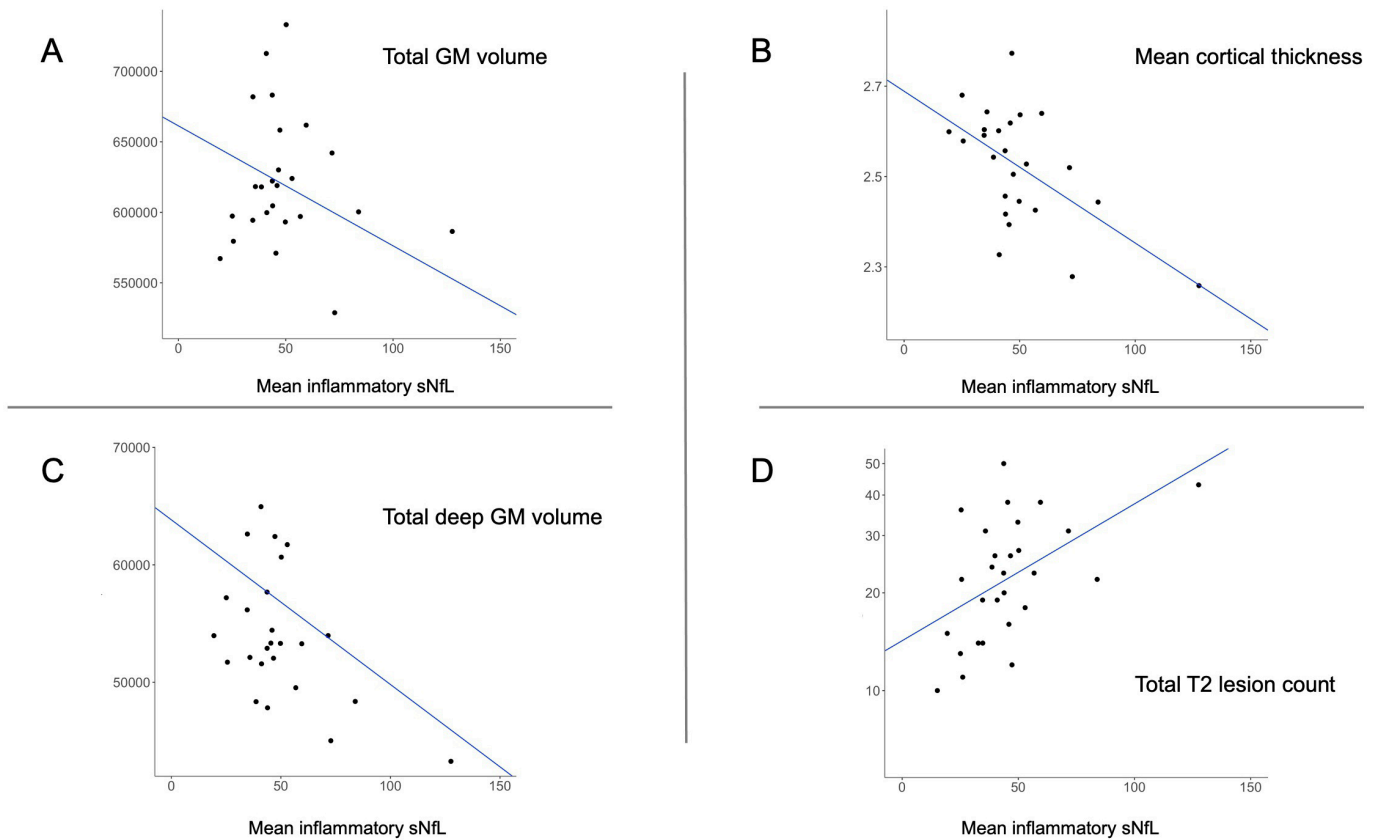 A
Total GM volume
700000
650000
600000
550000
0 50 100 150
Mean inflammatory sNfL
B
Mean cortical thickness
2.7
2.5
2.3
0 50 100 150
Mean inflammatory sNfL
C
Total deep GM volume
70000
60000
50000
0 50 100 150
Mean inflammatory sNfL
D
Total T2 lesion count
50
40
30
20
10
0 50 100 150
Mean inflammatory sNfL